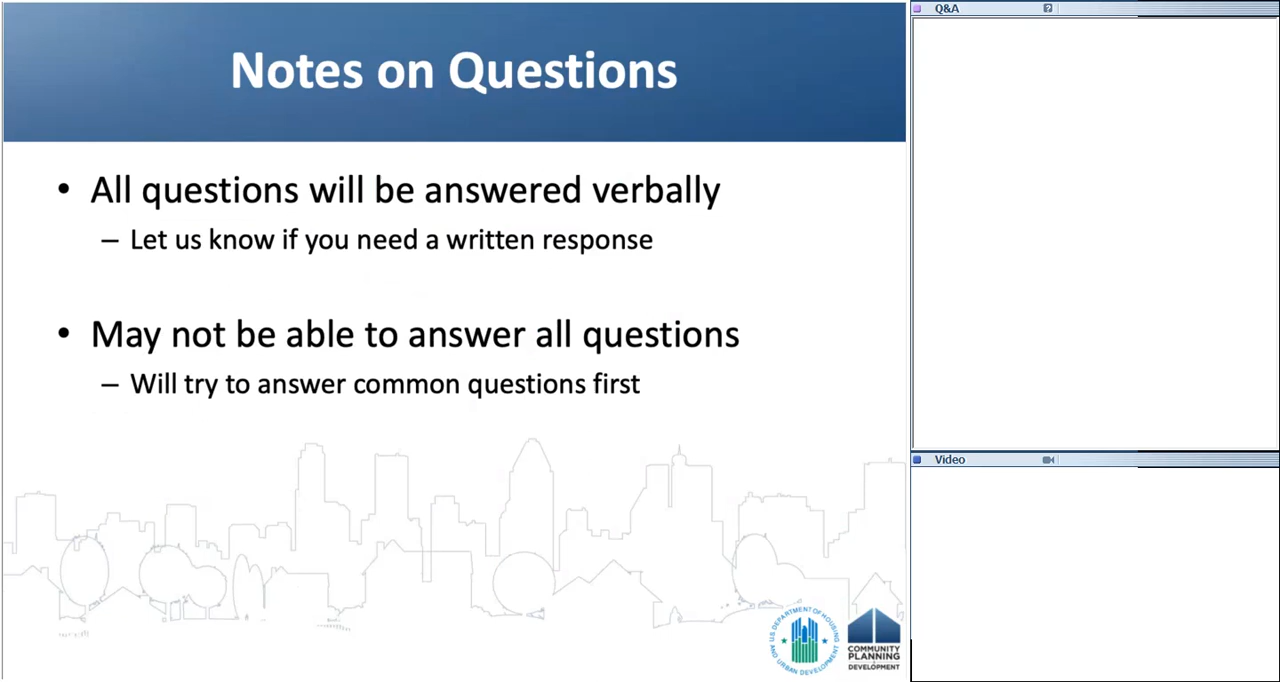 Notes on Questions
• All questions will be answered verbally
– Let us know if you need a written response
• May not be able to answer all questions
– Will try to answer common questions first
U.S. DEPARTMENT OF HOUSING
AND URBAN DEVELOPMENT
COMMUNITY
PLANNING
DEVELOPMENT
Q&A
?
Video